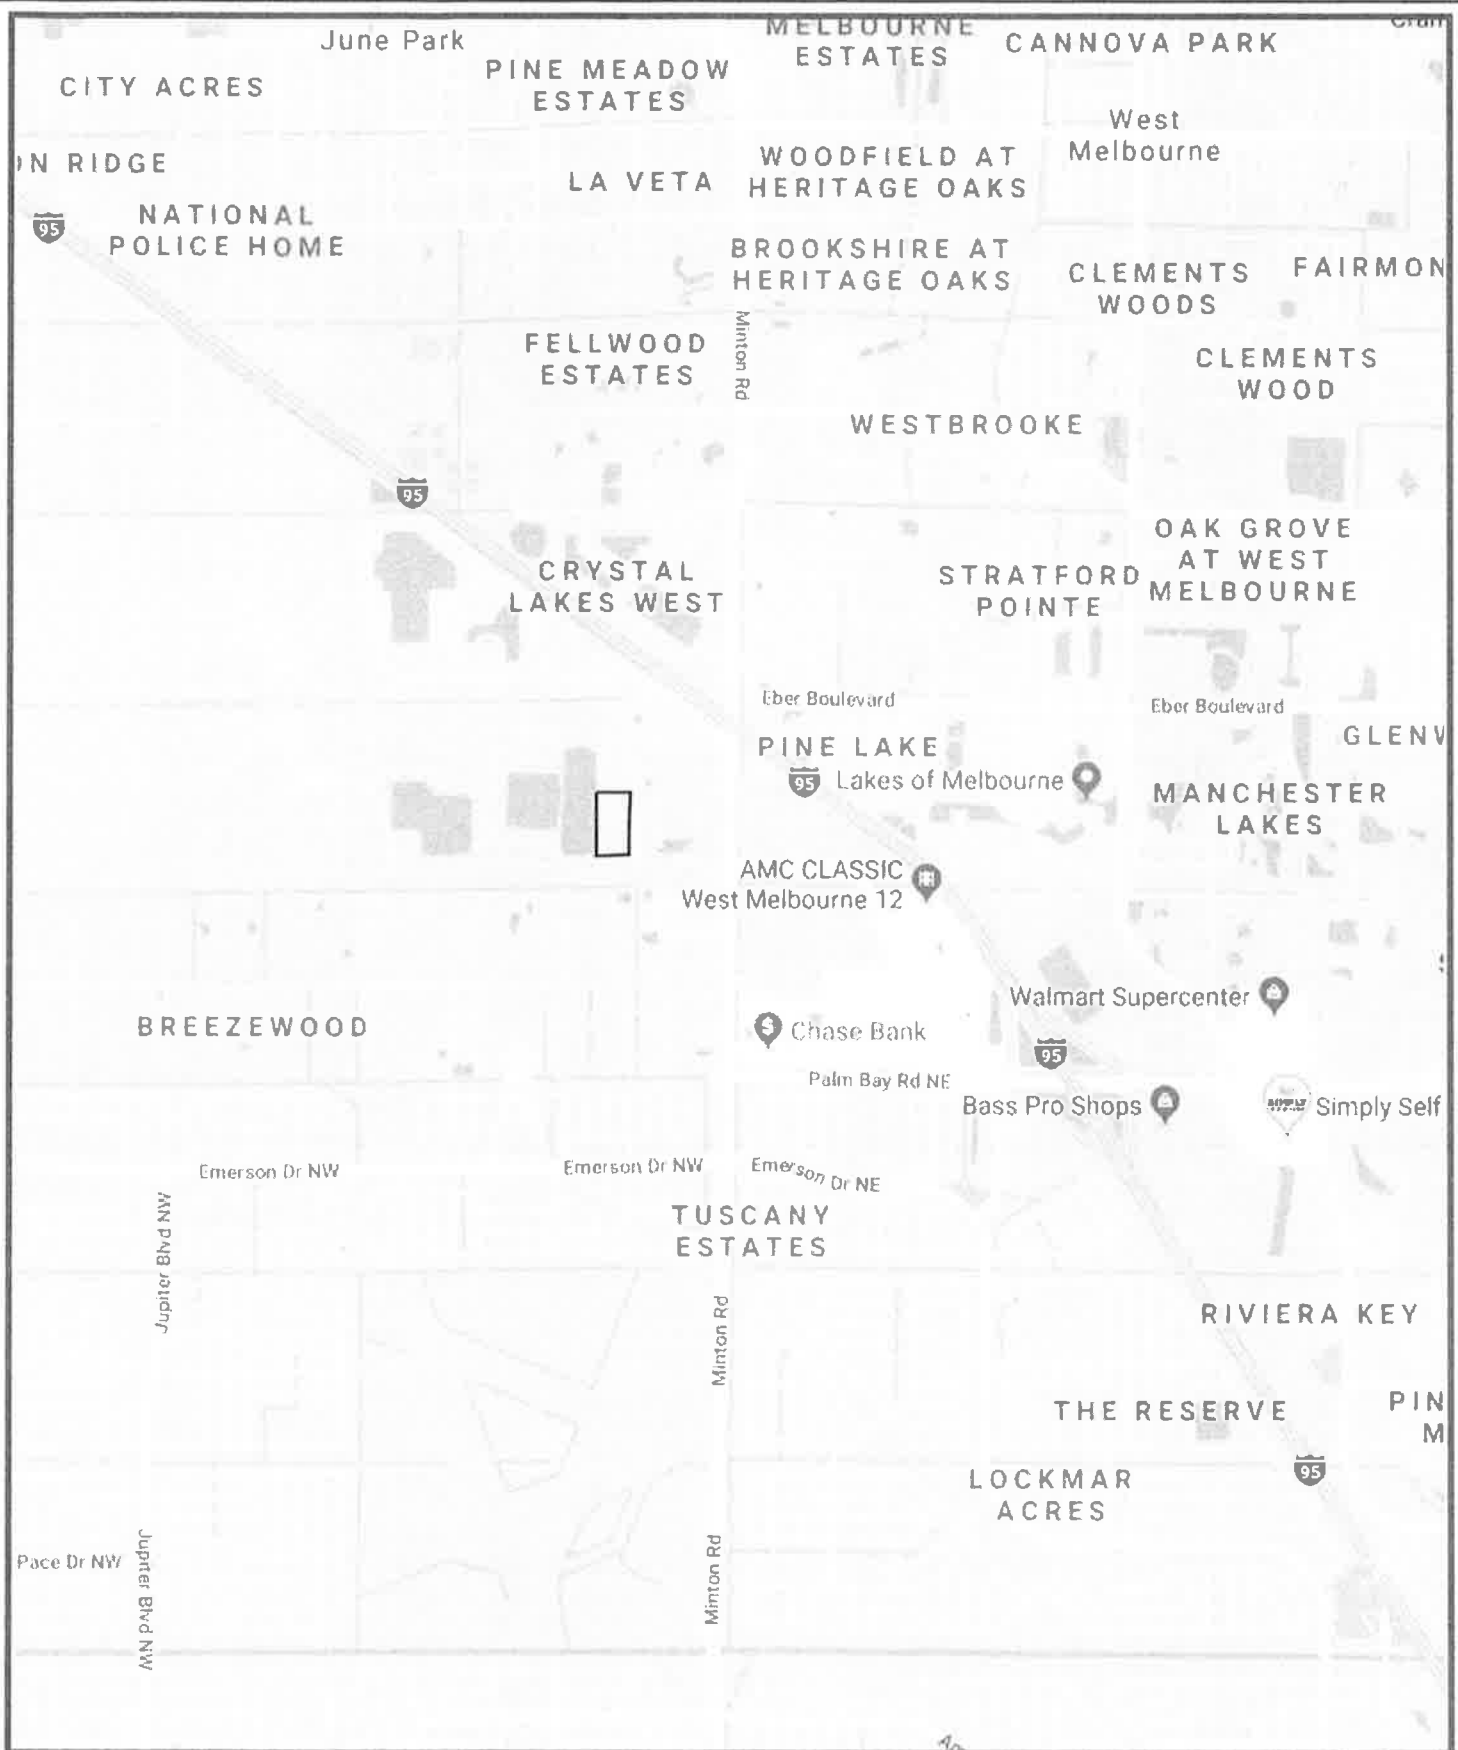 June Park
MELBOURNE
ESTATES
CANNOVA PARK
CITY ACRES
PINE MEADOW
ESTATES
West
Melbourne
ON RIDGE
LA VETA
WOODFIELD AT
HERITAGE OAKS
95
NATIONAL
POLICE HOME
BROOKSHIRE AT
HERITAGE OAKS
CLEMENTS
WOODS
FAIRMON
Minton Rd
FELLWOOD
ESTATES
CLEMENTS
WOOD
WESTBROOKE
95
OAK GROVE
AT WEST
MELBOURNE
CRYSTAL
LAKES WEST
STRATFORD
POINTE
Eber Boulevard
Eber Boulevard
PINE LAKE
GLENW
95
Lakes of Melbourne
MANCHESTER
LAKES
AMC CLASSIC
West Melbourne 12
Walmart Supercenter
BREEZEWOOD
Chase Bank
95
Palm Bay Rd NE
Bass Pro Shops
Simply Self
Emerson Dr NW
Emerson Dr NW
Emerson Dr NE
Jupiter Blvd NW
TUSCANY
ESTATES
Minton Rd
RIVIERA KEY
THE RESERVE
PIN
M
LOCKMAR
ACRES
95
Pace Dr NW
Jupiter Blvd NW
Minton Rd